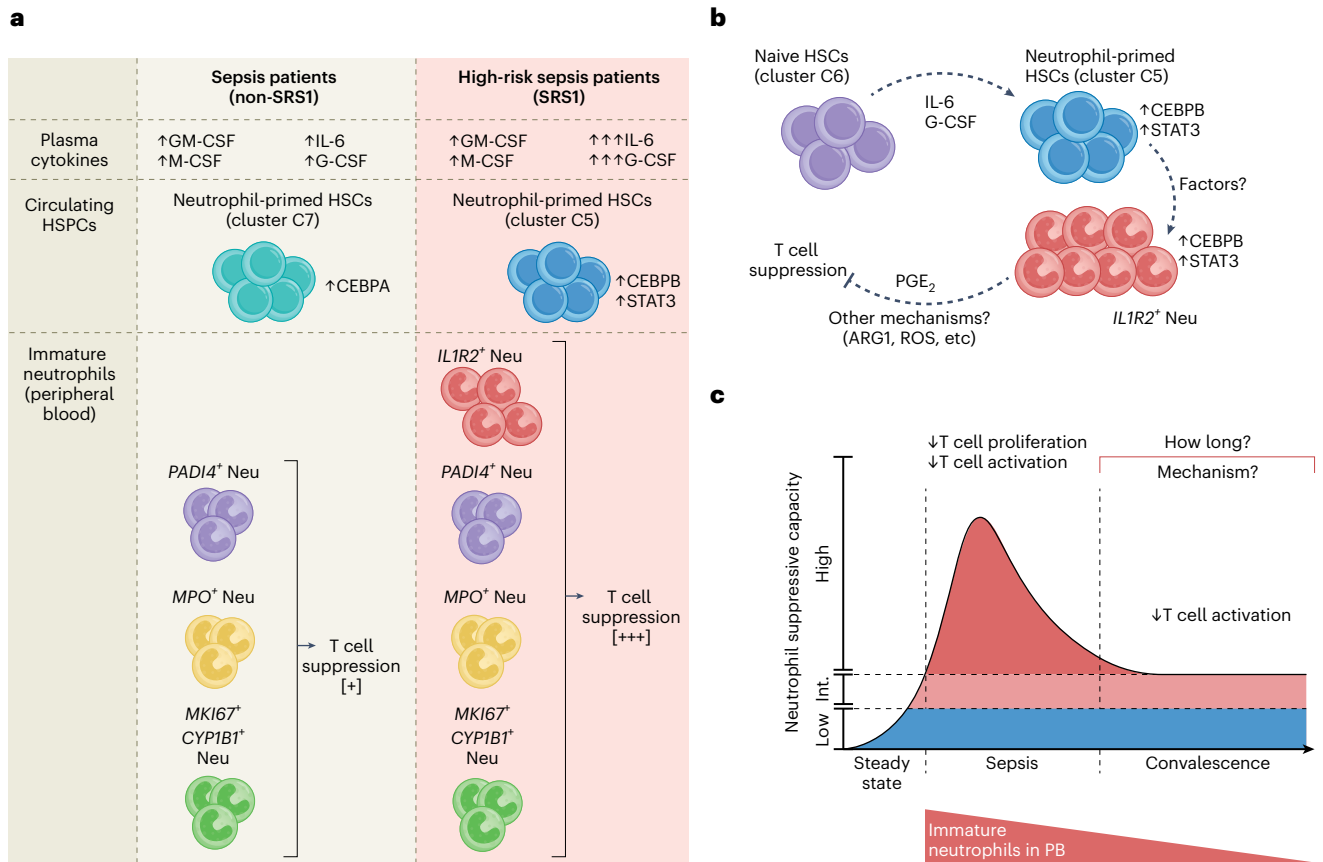 a
Sepsis patients
(non-SRS1)
High-risk sepsis patients
(SRS1)
Plasma
cytokines
↑GM-CSF
↑M-CSF
↑IL-6
↑G-CSF
↑GM-CSF
↑M-CSF
↑↑↑IL-6
↑↑↑G-CSF
Circulating
HSPCs
Neutrophil-primed HSCs
(cluster C7)
↑CEBPA
Neutrophil-primed HSCs
(cluster C5)
↑CEBPB
↑STAT3
Immature
neutrophils
(peripheral
blood)
PADI4⁺ Neu
MPO⁺ Neu
MKI67⁺
CYP1B1⁺
Neu
T cell
suppression
[+]
IL1R2⁺ Neu
PADI4⁺ Neu
MPO⁺ Neu
MKI67⁺
CYP1B1⁺
Neu
T cell
suppression
[+++]
b
Naive HSCs
(cluster C6)
IL-6
G-CSF
Neutrophil-primed
HSCs (cluster C5)
↑CEBPB
↑STAT3
Factors?
↑CEBPB
↑STAT3
IL1R2⁺ Neu
PGE₂
Other mechanisms?
(ARG1, ROS, etc)
T cell
suppression
c
↓T cell proliferation
↓T cell activation
How long?
Mechanism?
↓T cell activation
Neutrophil suppressive capacity
High
Int.
Low
Steady
state
Sepsis
Convalescence
Immature
neutrophils in PB